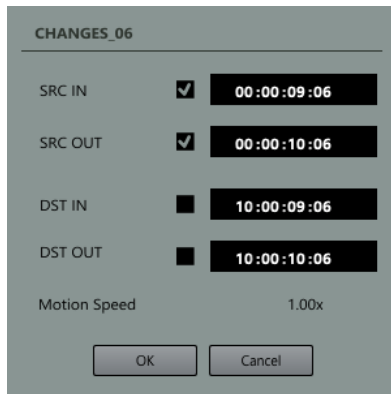 CHANGES_06
SRC IN 00:00:09:06
SRC OUT 00:00:10:06
DST IN 10:00:09:06
DST OUT 10:00:10:06
Motion Speed 1.00x
OK Cancel